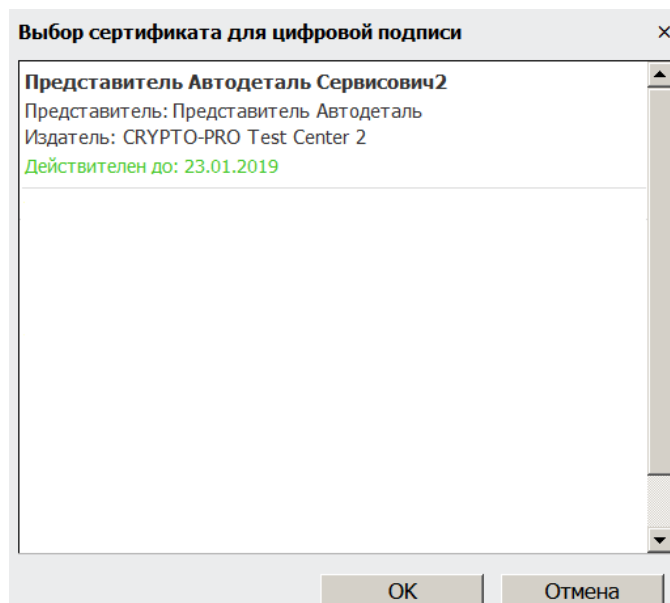 Выбор сертификата для цифровой подписи
Представитель Автодеталь Сервисович2
Представитель: Представитель Автодеталь
Издатель: CRYPTO-PRO Test Center 2
Действителен до: 23.01.2019
ОК Отмена